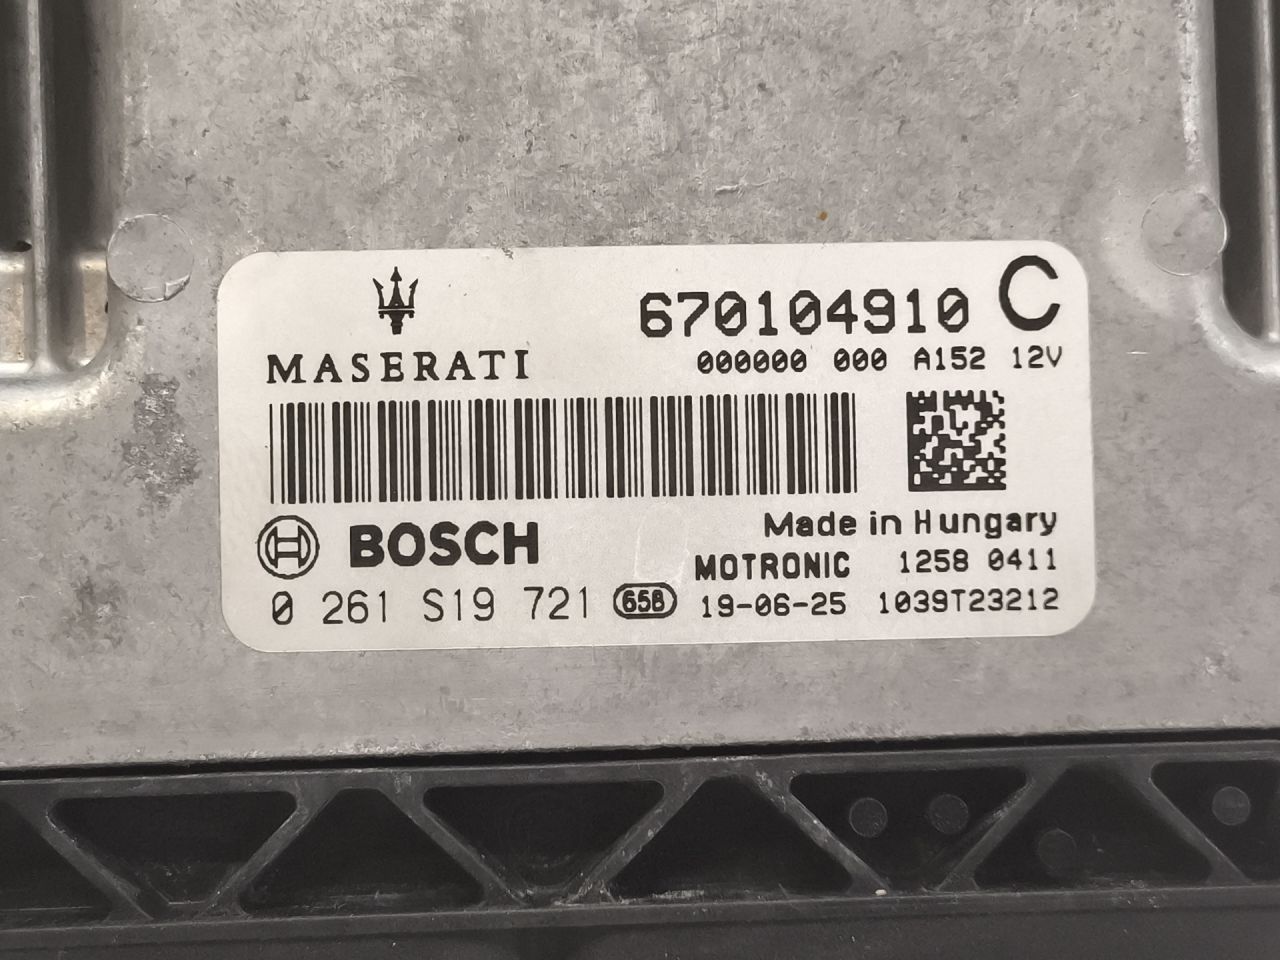 670104910 C
MASERATI
000000 000 A152 12V
Made in Hungary
BOSCH
MOTRONIC 1258 0411
0 261 S19 721 65B 19-06-25 1039T23212